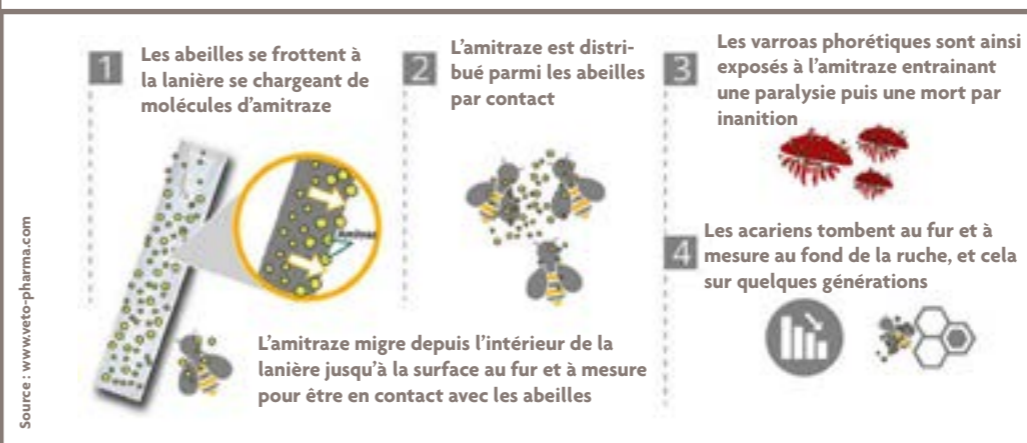 1
Les abeilles se frottent à
la lanière se chargeant de
molécules d'amitraze
2
L'amitraze est distri-
bué parmi les abeilles
par contact
3
Les varroas phorétiques sont ainsi
exposés à l'amitraze entrainant
une paralysie puis une mort par
inanition
4
Les acariens tombent au fur et à
mesure au fond de la ruche, et cela
sur quelques générations
L'amitraze migre depuis l'intérieur de la
lanière jusqu'à la surface au fur et à mesure
pour être en contact avec les abeilles
Source : www.veto-pharma.com